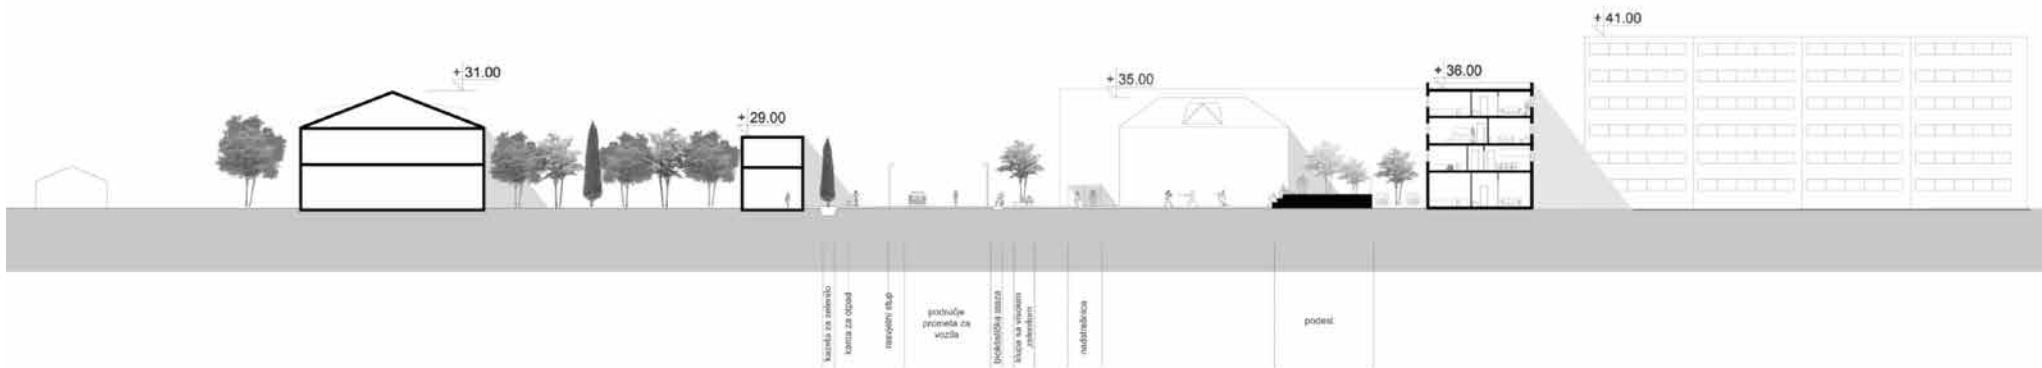 + 41.00
+ 31.00
+ 35.00
+ 36.00
+ 29.00
kazeta za zelenilo
kanta za otpad
rasvjetni stup
područje
prometa za
vozila
biciklistička staza
klupa sa visokim
zelenilom
nadstrešnica
podest